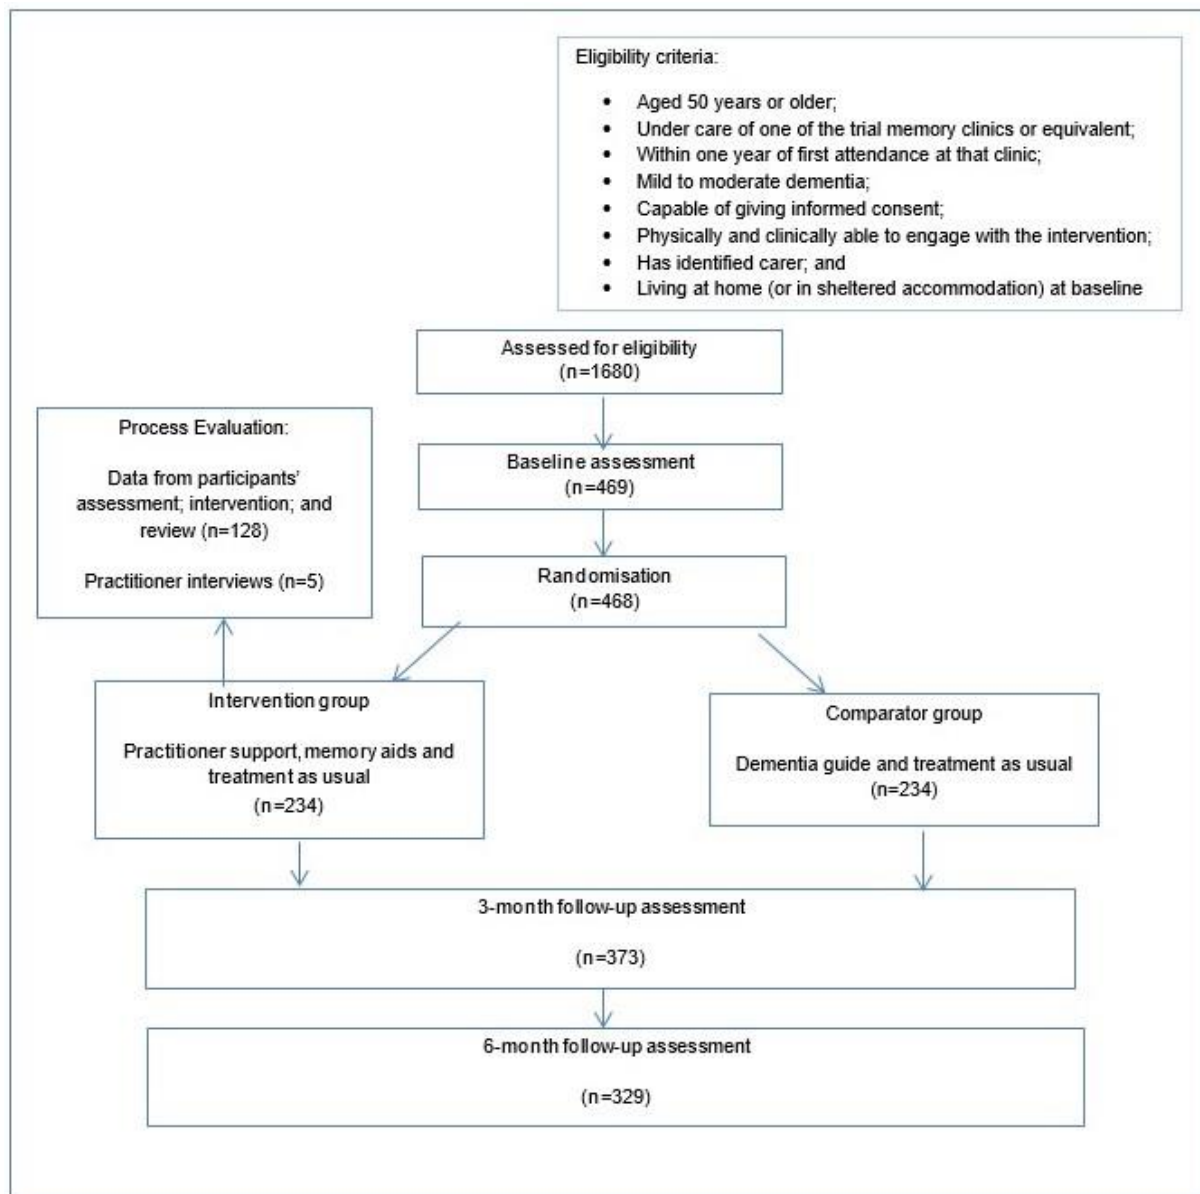 Eligibility criteria:
• Aged 50 years or older;
• Under care of one of the trial memory clinics or equivalent;
• Within one year of first attendance at that clinic;
• Mild to moderate dementia;
• Capable of giving informed consent;
• Physically and clinically able to engage with the intervention;
• Has identified carer; and
• Living at home (or in sheltered accommodation) at baseline
Assessed for eligibility
(n=1680)
Baseline assessment
(n=469)
Process Evaluation:
Data from participants’
assessment; intervention; and
review (n=128)
Practitioner interviews (n=5)
Randomisation
(n=468)
Intervention group
Practitioner support, memory aids and
treatment as usual
(n=234)
Comparator group
Dementia guide and treatment as usual
(n=234)
3-month follow-up assessment
(n=373)
6-month follow-up assessment
(n=329)